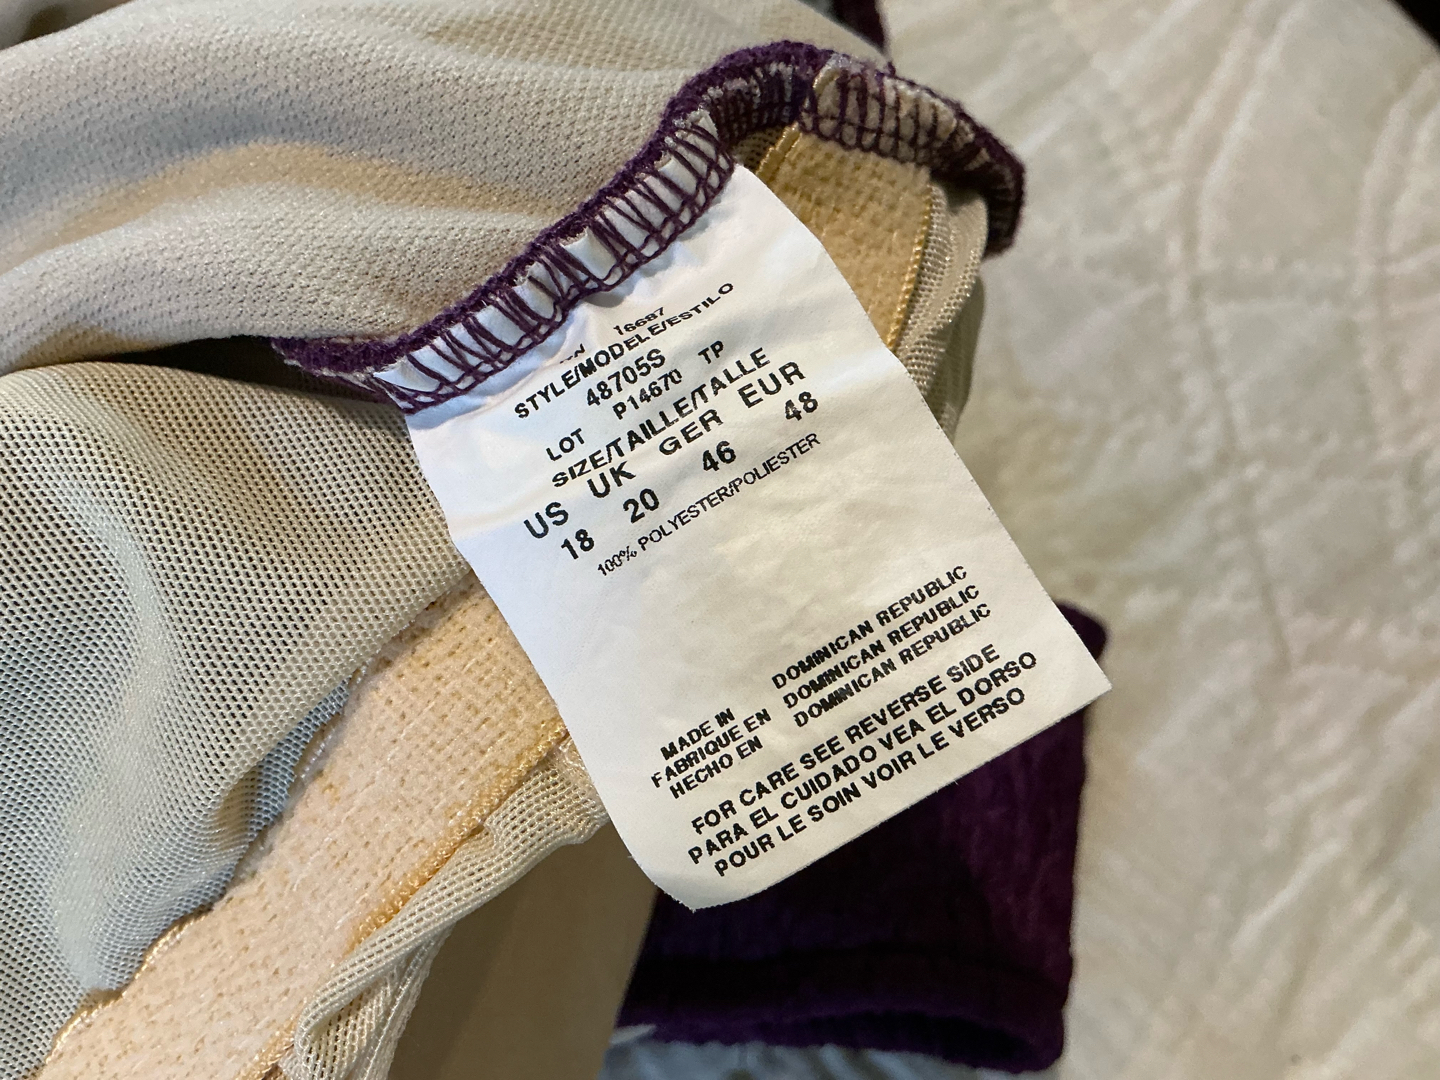 16687
STYLE/MODELE/ESTILO
48705S
LOT P14670 TP
SIZE/TAILLE/TALLE
US UK GER EUR
18 20 46 48
100% POLYESTER/POLIESTER
MADE IN DOMINICAN REPUBLIC
FABRIQUE EN DOMINICAN REPUBLIC
HECHO EN DOMINICAN REPUBLIC
FOR CARE SEE REVERSE SIDE
PARA EL CUIDADO VEA EL DORSO
POUR LE SOIN VOIR LE VERSO